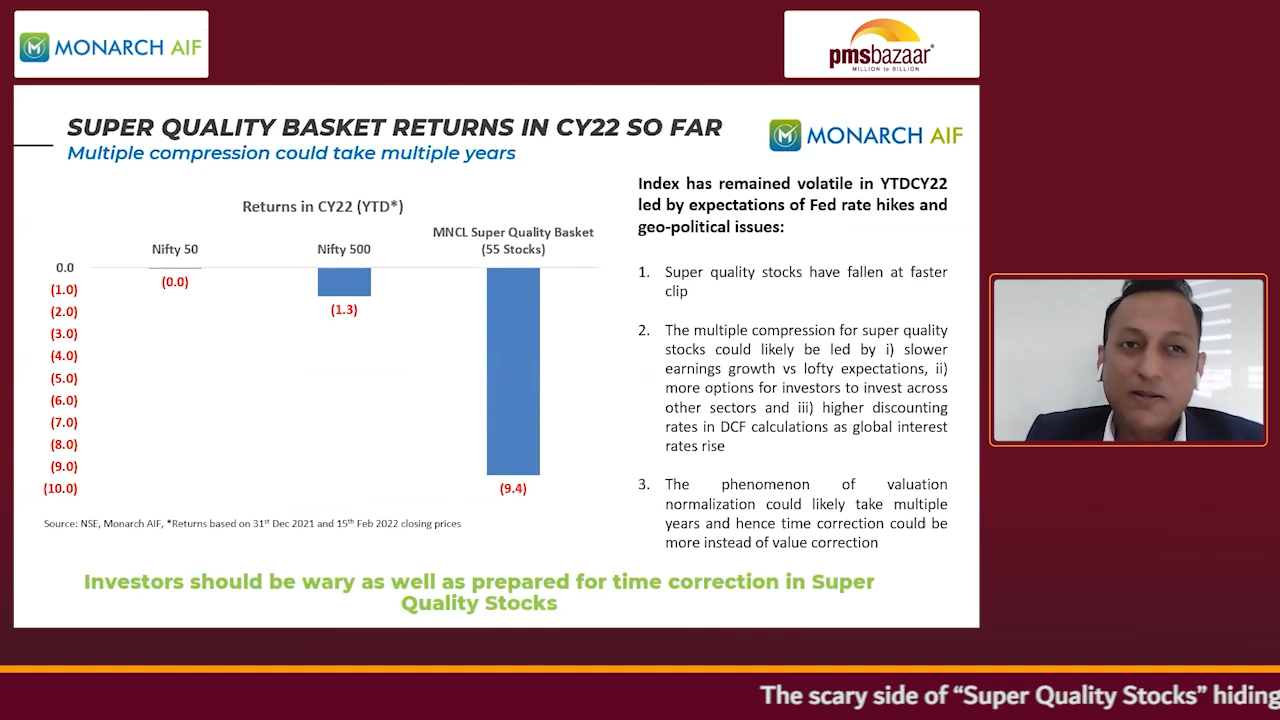 MONARCH AIF
pmsbazaar
MILLION to BILLION
SUPER QUALITY BASKET RETURNS IN CY22 SO FAR
Multiple compression could take multiple years
MONARCH AIF
Returns in CY22 (YTD*)
Nifty 50
Nifty 500
MNCL Super Quality Basket
(55 Stocks)
0.0
(1.0)
(2.0)
(3.0)
(4.0)
(5.0)
(6.0)
(7.0)
(8.0)
(9.0)
(10.0)
(0.0)
(1.3)
(9.4)
Source: NSE, Monarch AIF, *Returns based on 31st Dec 2021 and 15th Feb 2022 closing prices
Index has remained volatile in YTDCY22
led by expectations of Fed rate hikes and
geo-political issues:
1. Super quality stocks have fallen at faster
clip
2. The multiple compression for super quality
stocks could likely be led by i) slower
earnings growth vs lofty expectations, ii)
more options for investors to invest across
other sectors and iii) higher discounting
rates in DCF calculations as global interest
rates rise
3. The phenomenon of valuation
normalization could likely take multiple
years and hence time correction could be
more instead of value correction
Investors should be wary as well as prepared for time correction in Super
Quality Stocks
The scary side of “Super Quality Stocks” hiding